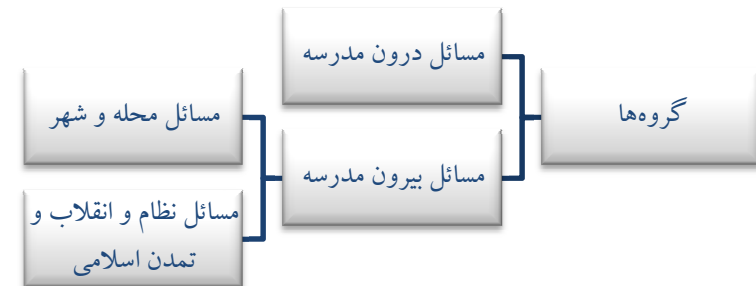 گروه‌ها
مسائل درون مدرسه
مسائل بیرون مدرسه
مسائل محله و شهر
مسائل نظام و انقلاب و
تمدن اسلامی